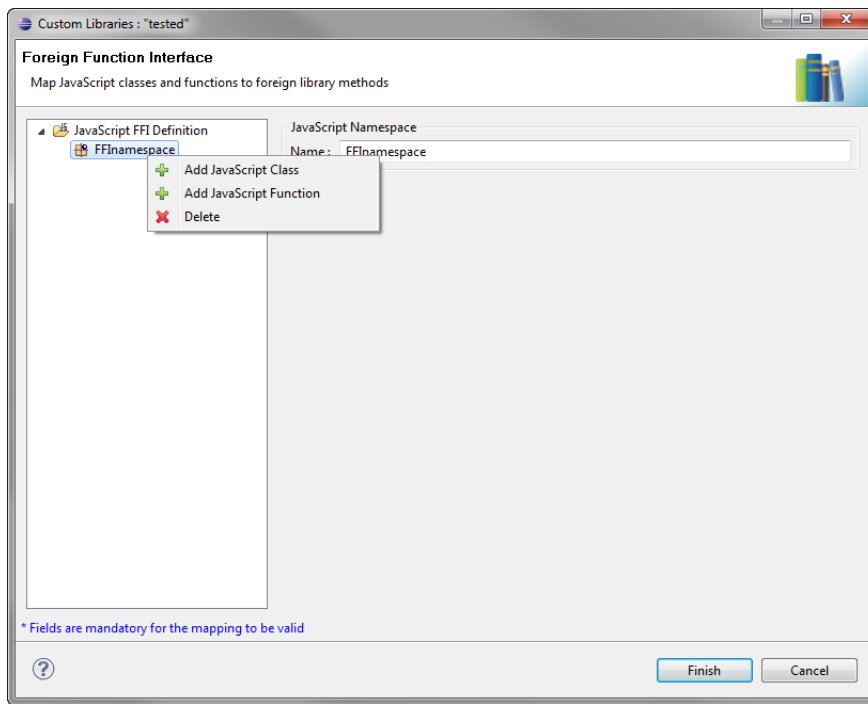 Custom Libraries : "tested"
Foreign Function Interface
Map JavaScript classes and functions to foreign library methods
JavaScript FFI Definition
FFInamespace
Add JavaScript Class
Add JavaScript Function
Delete
JavaScript Namespace
Name : FFInamespace
* Fields are mandatory for the mapping to be valid
?
Finish Cancel